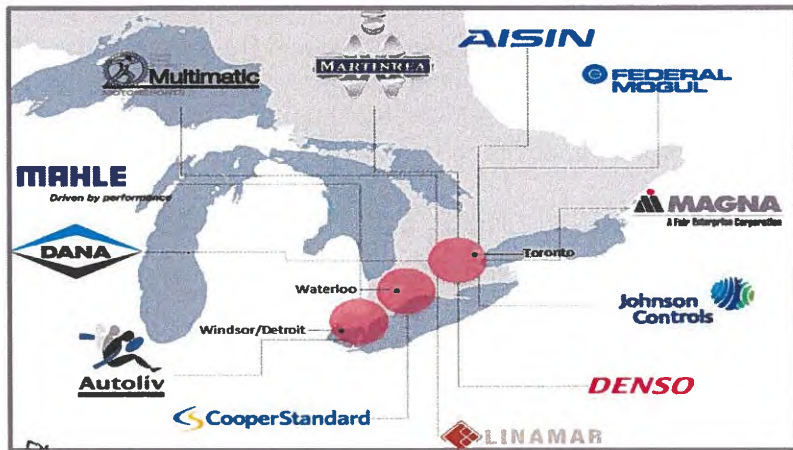 AISIN
Multimatic
MOTORSPORTS
MARTINREA
FEDERAL
MOGUL
MAHLE
Driven by performance
MAGNA
A Fair Enterprise Corporation
DANA
Toronto
Waterloo
Johnson
Controls
Windsor/Detroit
Autoliv
DENSO
CooperStandard
LINAMAR